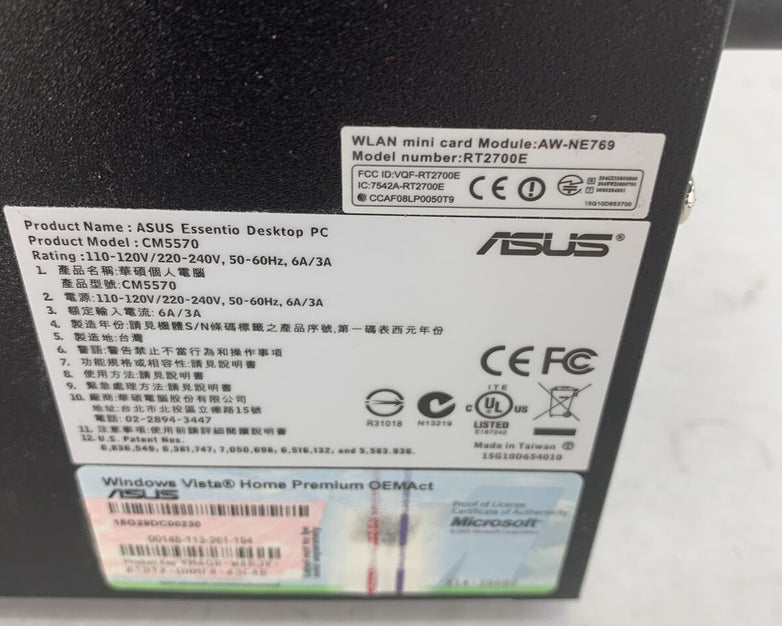 WLAN mini card Module:AW-NE769
Model number:RT2700E
FCC ID:VQF-RT2700E
IC:7542A-RT2700E
CCAF08LP0050T9
15G10D653700
Product Name : ASUS Essentio Desktop PC
Product Model : CM5570
Rating :110-120V/220-240V, 50-60Hz, 6A/3A
ASUS®
1. 產品名稱:華碩個人電腦
產品型號:CM5570
2. 電源:110-120V/220-240V, 50-60Hz, 6A/3A
3. 額定輸入電流: 6A/3A
4. 製造年份:請見機體S/N條碼標籤之產品序號,第一碼表西元年份
5. 製造地:台灣
6. 警語:警告禁止不當行為和操作事項
7. 功能規格或相容性:請見說明書
8. 使用方法:請見說明書
9. 緊急處理方法:請見說明書
10. 廠商:華碩電腦股份有限公司
地址:台北市北投區立德路15號
電話: 02-2894-3447
11. 注意事項:使用前請詳細閱讀說明書
12. U.S. Patent Nos.
6,836,548, 6,381,747, 7,050,696, 6,516,132, and 5,583,936.
CE FC
R31018 N13219
ITE
C UL US
LISTED
E187242
Made in Taiwan
15G10D654010
Windows Vista® Home Premium OEMAct
ASUS
Proof of License
Certificate of Authenticity
Microsoft®
Product Key